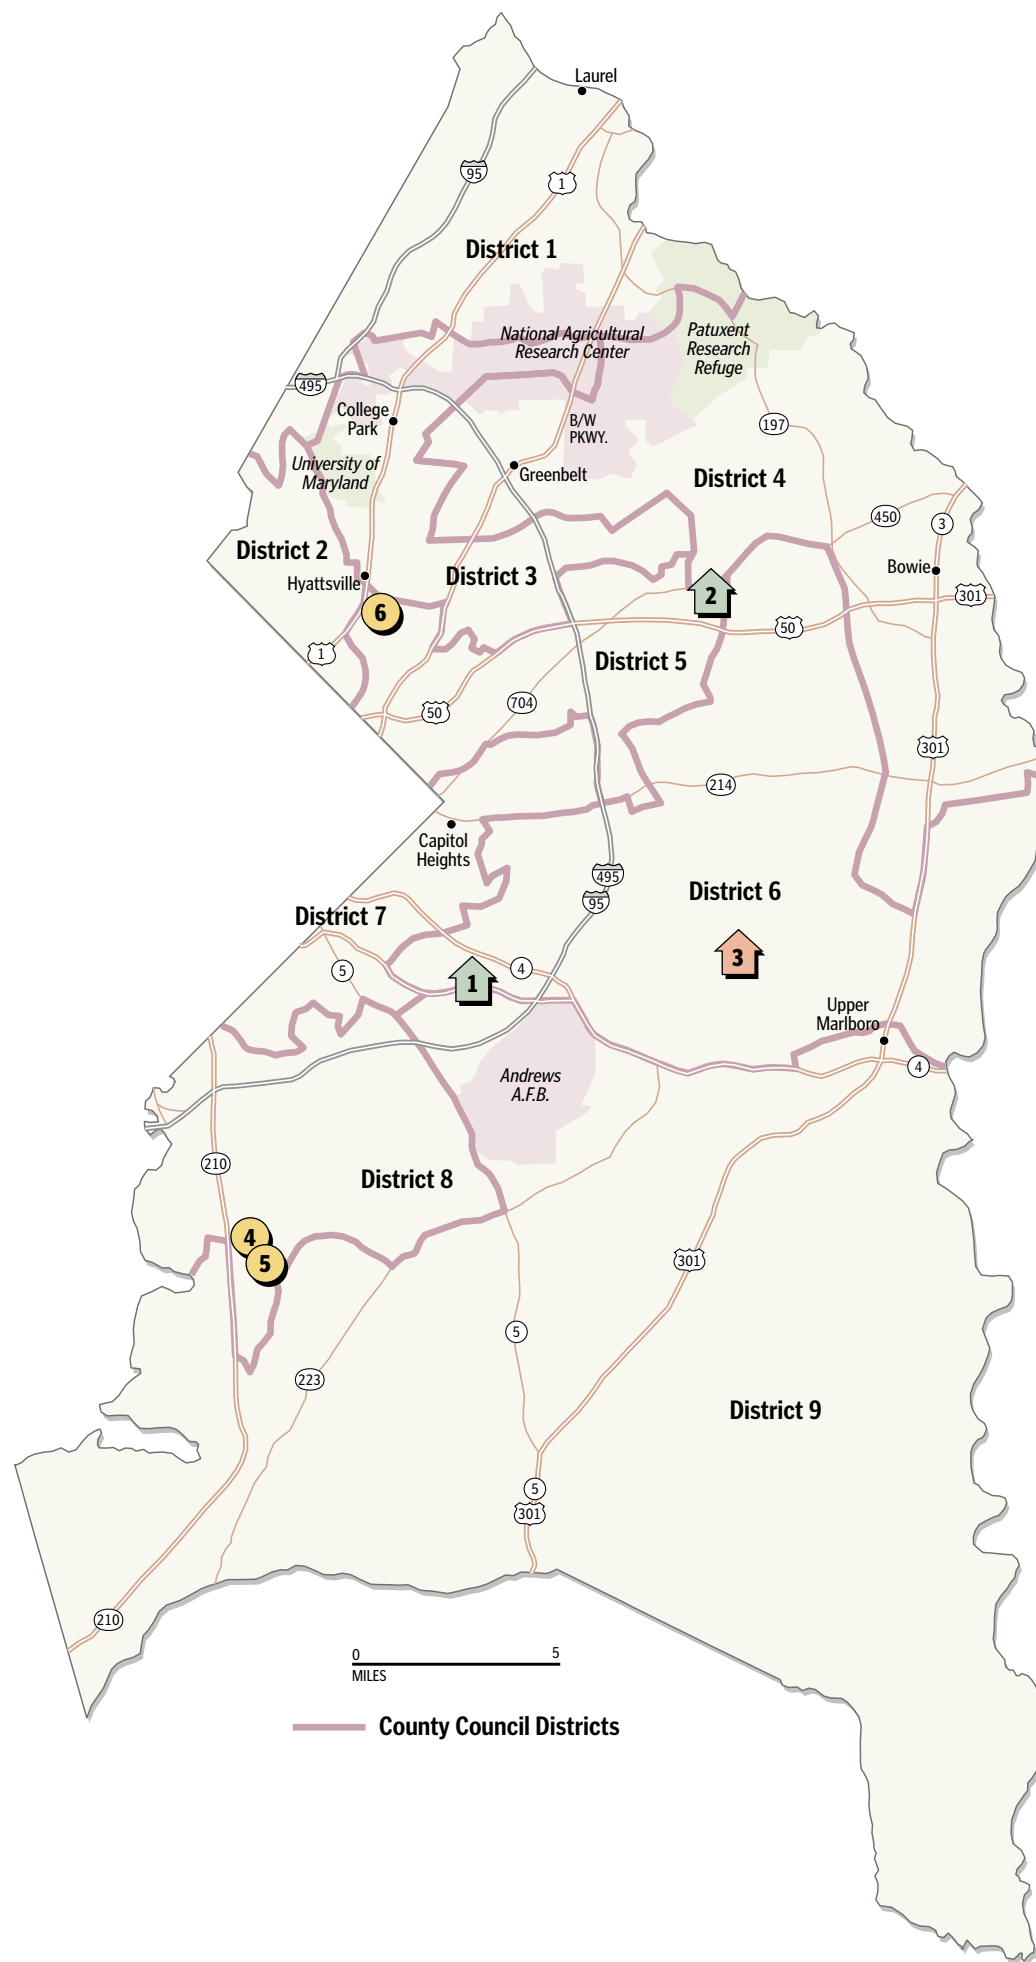 Laurel
95
1
District 1
National Agricultural
Research Center
Patuxent
Research
Refuge
495
College
Park
B/W
PKWY.
197
University of
Maryland
Greenbelt
District 4
450
3
District 2
Hyattsville
District 3
Bowie
2
301
6
50
1
District 5
704
50
301
214
Capitol
Heights
495
95
District 6
District 7
5
4
1
3
Upper
Marlboro
4
Andrews
A.F.B.
210
District 8
4
5
301
5
223
District 9
5
301
210
0 5
MILES
County Council Districts